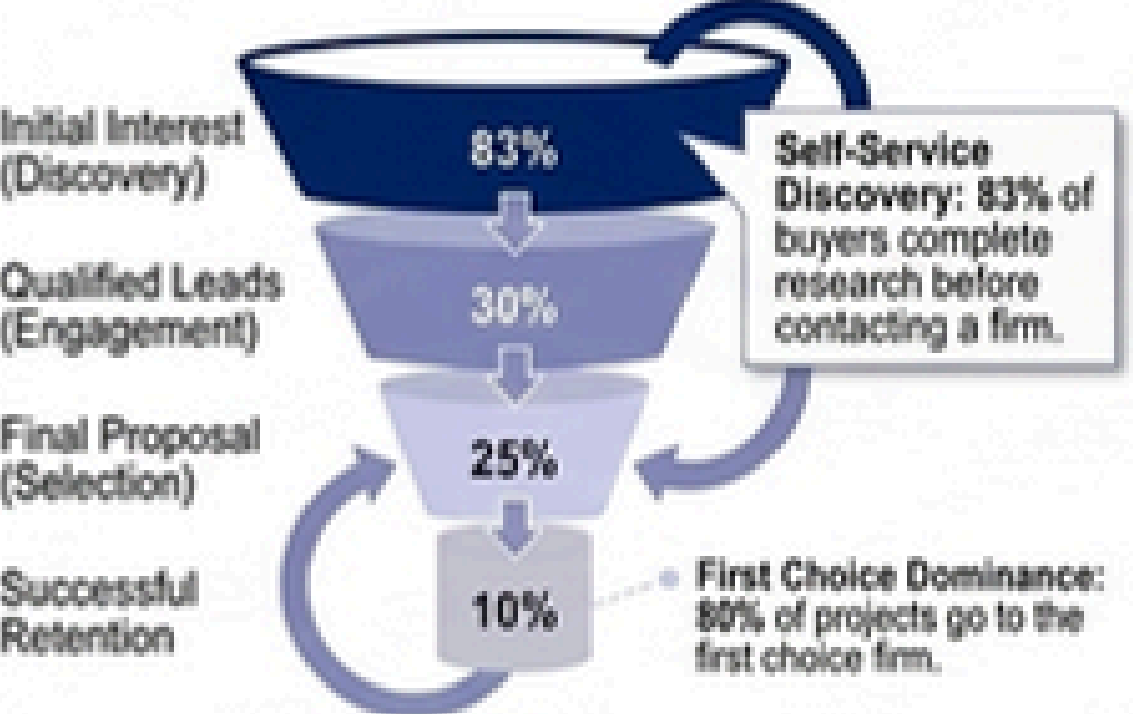 Initial Interest
(Discovery)
83%
Self-Service
Discovery: 83% of
buyers complete
research before
contacting a firm.
Qualified Leads
(Engagement)
30%
Final Proposal
(Selection)
25%
Successful
Retention
10%
First Choice Dominance:
80% of projects go to the
first choice firm.